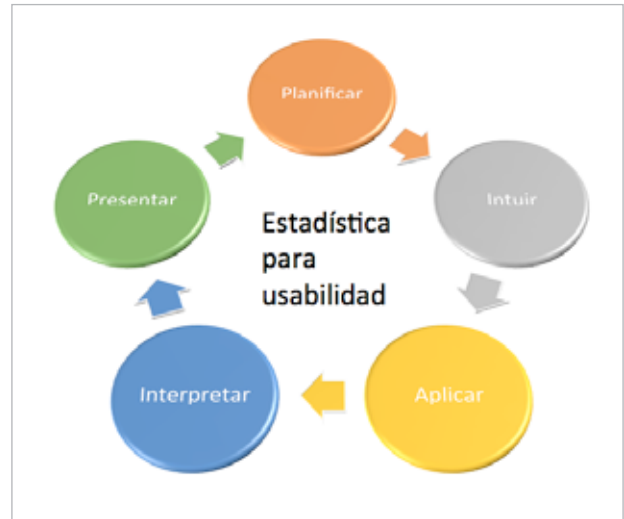 Planificar
Presentar
Intuir
Estadística
para
usabilidad
Interpretar
Aplicar